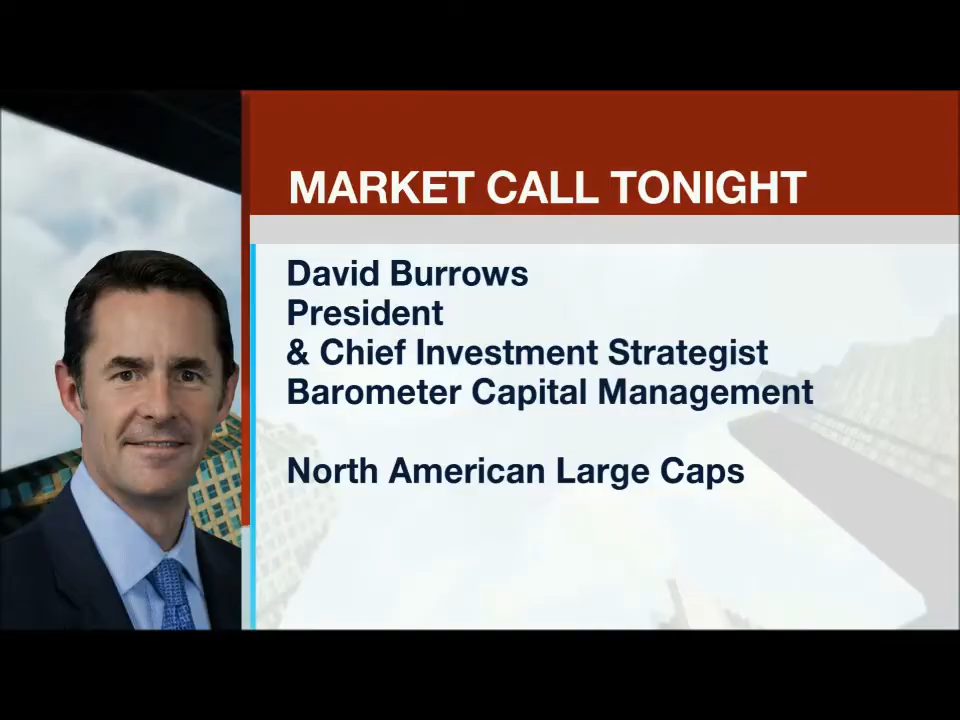 MARKET CALL TONIGHT
David Burrows
President
& Chief Investment Strategist
Barometer Capital Management
North American Large Caps